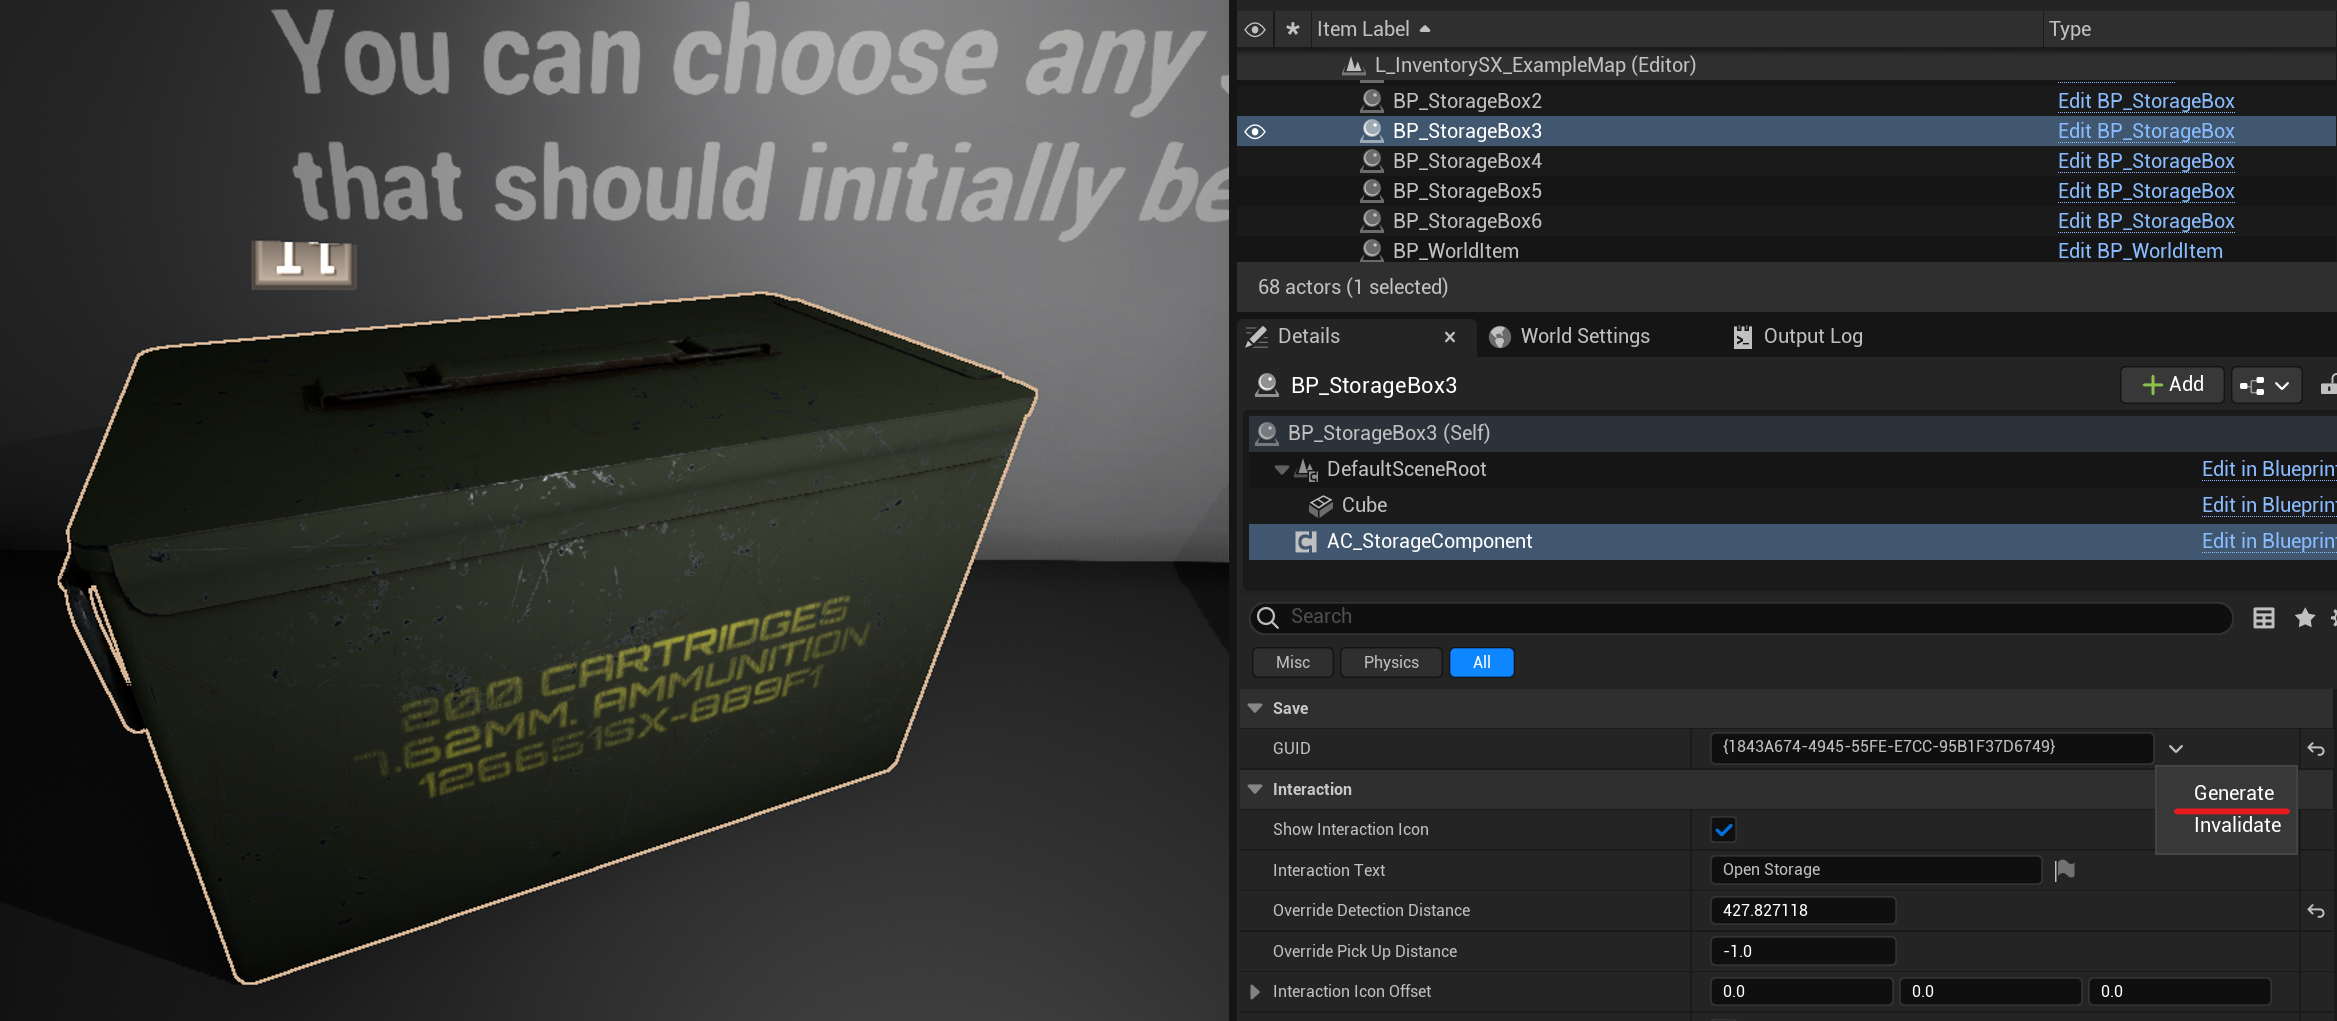 You can choose any
that should initially be
200 CARTRIDGES
7.62MM. AMMUNITION
126651SX-889F1
Item Label
Type
L_InventorySX_ExampleMap (Editor)
BP_StorageBox2
Edit BP_StorageBox
BP_StorageBox3
Edit BP_StorageBox
BP_StorageBox4
Edit BP_StorageBox
BP_StorageBox5
Edit BP_StorageBox
BP_StorageBox6
Edit BP_StorageBox
BP_WorldItem
Edit BP_WorldItem
68 actors (1 selected)
Details
World Settings
Output Log
BP_StorageBox3
Add
BP_StorageBox3 (Self)
DefaultSceneRoot
Edit in Blueprin
Cube
Edit in Blueprin
AC_StorageComponent
Edit in Blueprin
Search
Misc
Physics
All
Save
GUID
{1843A674-4945-55FE-E7CC-95B1F37D6749}
Generate
Invalidate
Interaction
Show Interaction Icon
Interaction Text
Open Storage
Override Detection Distance
427.827118
Override Pick Up Distance
-1.0
Interaction Icon Offset
0.0
0.0
0.0